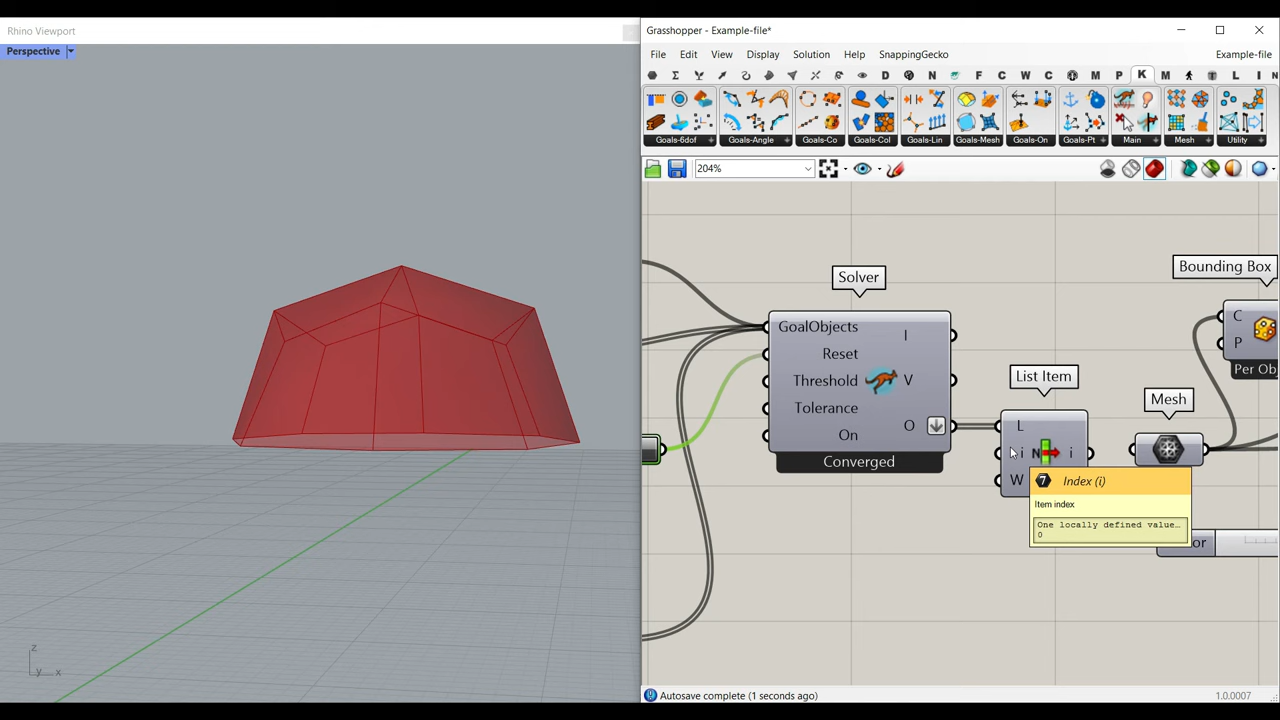 Rhino Viewport
Perspective
z
y x
Grasshopper - Example-file*
File Edit View Display Solution Help SnappingGecko Example-file
D N F C W C M P K M L I N
Goals-6dof Goals-Angle Goals-Co Goals-Col Goals-Lin Goals-Mesh Goals-On Goals-Pt Main Mesh Utility
204%
Solver
GoalObjects
Reset
Threshold
Tolerance
On
I
V
O
Converged
List Item
L
i N i
W
Mesh
Bounding Box
C
P
Per Obj
7 Index (i)
Item index
One locally defined value…
0
or
Autosave complete (1 seconds ago)
1.0.0007